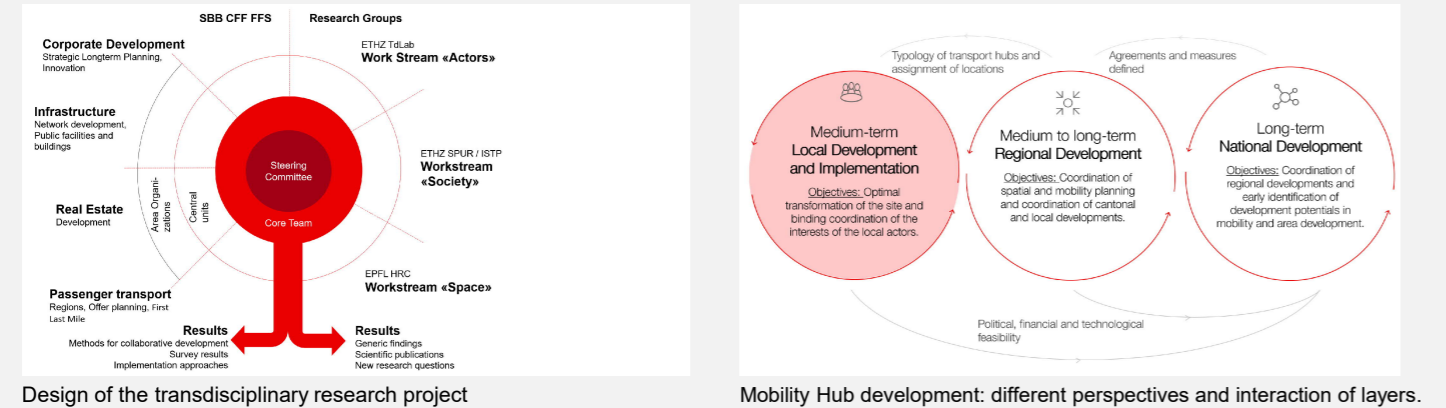 SBB CFF FFS
Research Groups
Corporate Development
Strategic Longterm Planning,
Innovation
ETHZ TdLab
Work Stream «Actors»
Infrastructure
Network development,
Public facilities and
buildings
ETHZ SPUR / ISTP
Workstream
«Society»
Steering
Committee
Core Team
Area Organi-
zations
Central
units
Real Estate
Development
EPFL HRC
Workstream «Space»
Passenger transport
Regions, Offer planning, First
Last Mile
Results
Methods for collaborative development
Survey results
Implementation approaches
Results
Generic findings
Scientific publications
New research questions
Design of the transdisciplinary research project
Typology of transport hubs and
assignment of locations
Agreements and measures
defined
Medium-term
Local Development
and Implementation
Objectives: Optimal
transformation of the site and
binding coordination of the
interests of the local actors.
Medium to long-term
Regional Development
Objectives: Coordination of
spatial and mobility planning
and coordination of cantonal
and local developments.
Long-term
National Development
Objectives: Coordination of
regional developments and
early identification of
development potentials in
mobility and area development.
Political, financial and technological
feasibility
Mobility Hub development: different perspectives and interaction of layers.